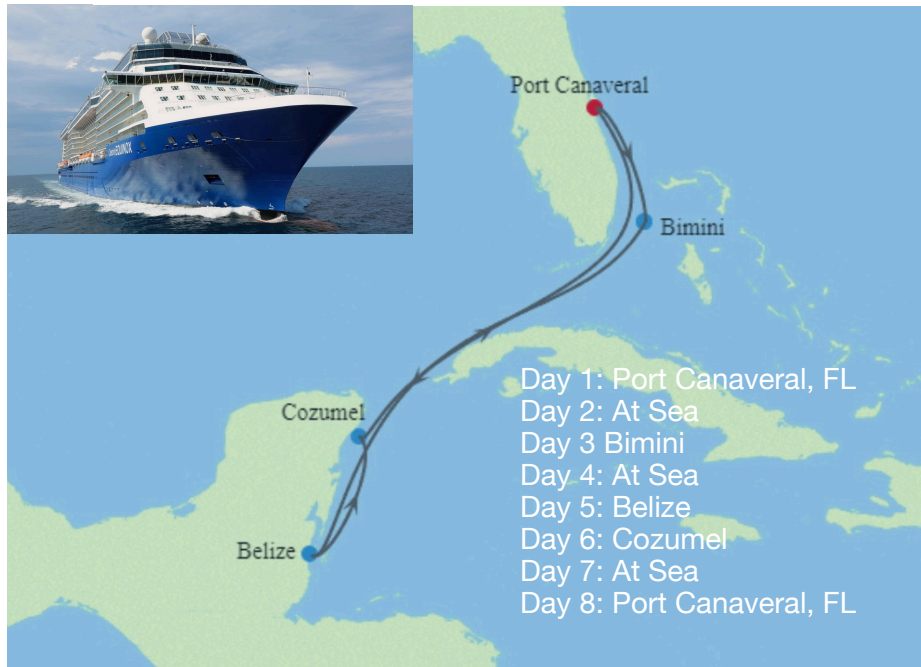 EQUINOX
Port Canaveral
Bimini
Cozumel
Belize
Day 1: Port Canaveral, FL
Day 2: At Sea
Day 3 Bimini
Day 4: At Sea
Day 5: Belize
Day 6: Cozumel
Day 7: At Sea
Day 8: Port Canaveral, FL